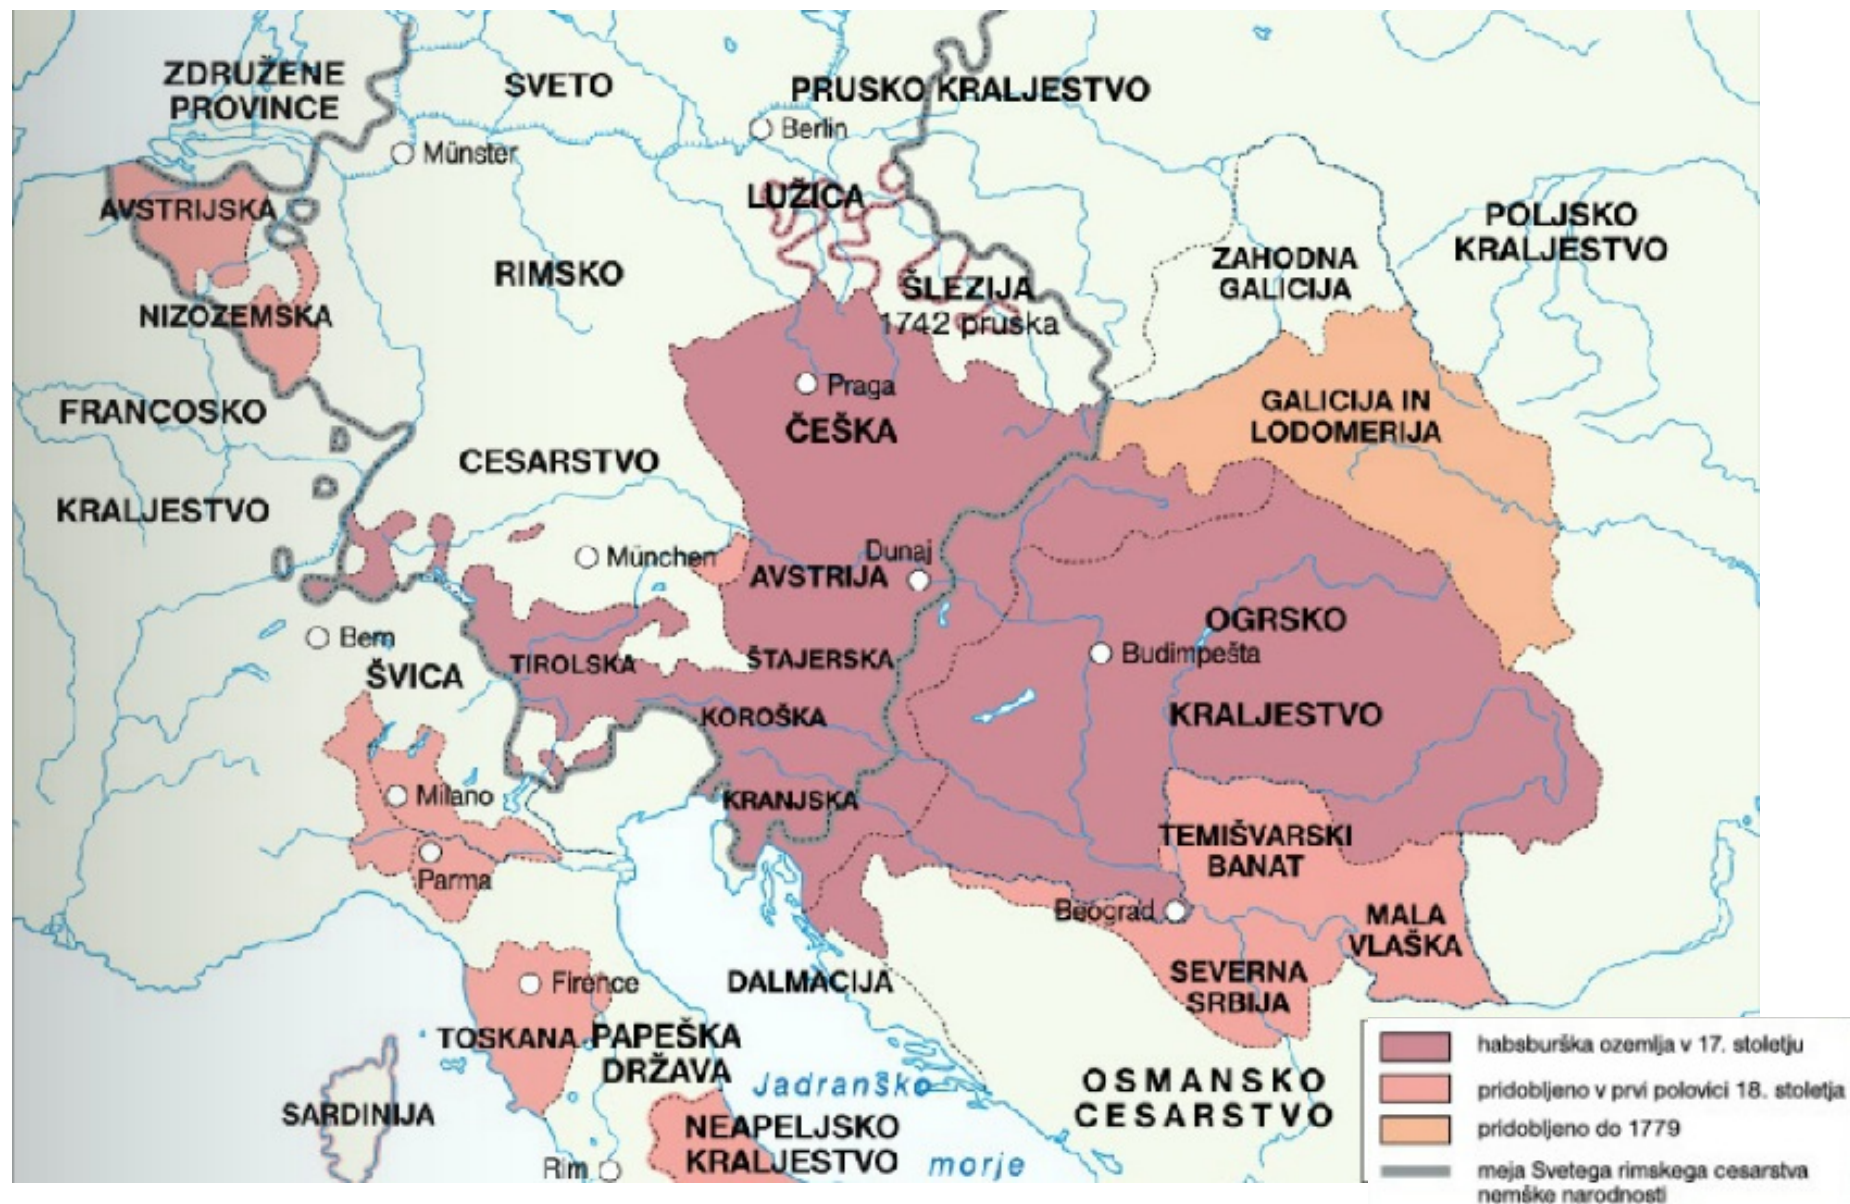 ZDRUŽENE
PROVINCE
SVETO
PRUSKO KRALJESTVO
Berlin
Münster
LUŽICA
AVSTRIJSKA
POLJSKO
KRALJESTVO
RIMSKO
ZAHODNA
GALICIJA
ŠLEZIJA
1742 pruska
NIZOZEMSKA
Praga
FRANCOSKO
ČEŠKA
GALICIJA IN
LODOMERIJA
CESARSTVO
KRALJESTVO
München
Dunaj
AVSTRIJA
OGRSKO
Bern
Budimpešta
ŠVICA
TIROLSKA
ŠTAJERSKA
KOROŠKA
KRALJESTVO
Milano
KRANJSKA
TEMIŠVARSKI
BANAT
Parma
Beograd
MALA
VLAŠKA
Firence
DALMACIJA
SEVERNA
SRBIJA
TOSKANA
PAPEŠKA
DRŽAVA
Jadransko
OSMANSKO
CESARSTVO
SARDINIJA
NEAPELJSKO
KRALJESTVO
morje
Rim
habsburška ozemlja v 17. stoletju
pridobljeno v prvi polovici 18. stoletja
pridobljeno do 1779
meja Svetega rimskega cesarstva
nemške narodnosti